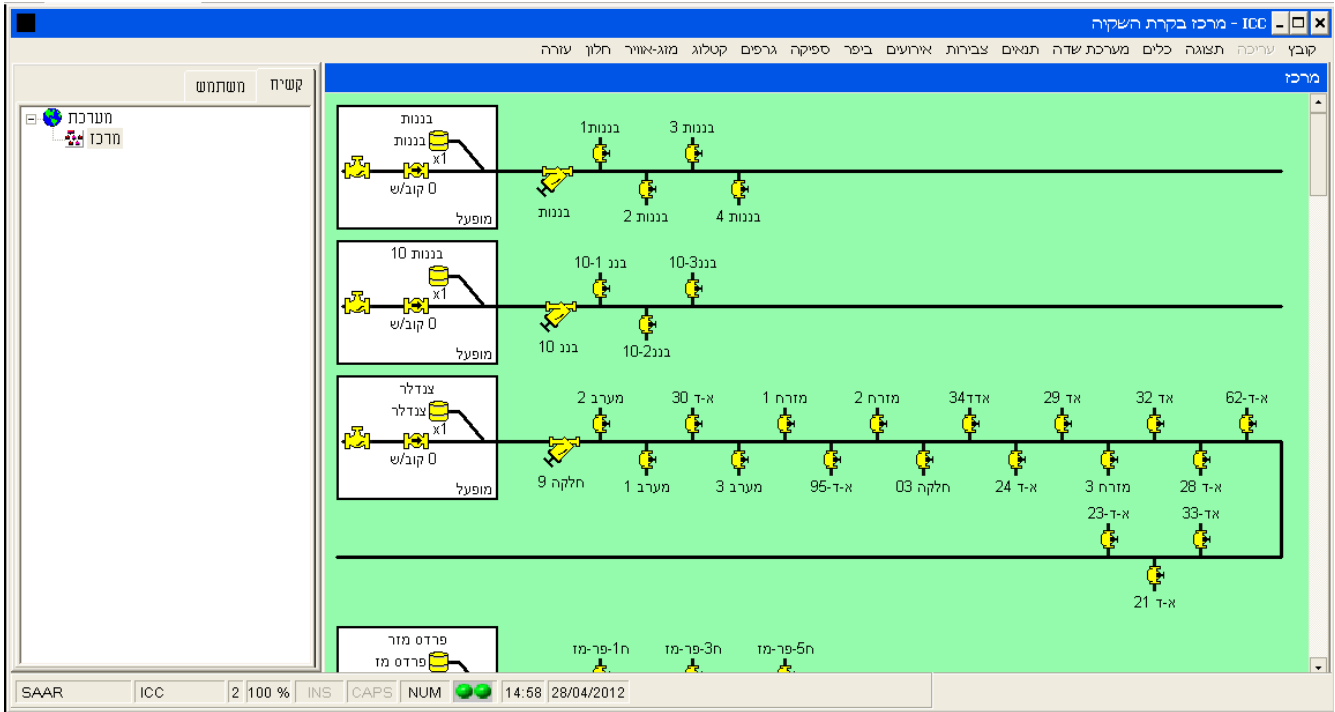 ICC - מרכז בקרת השקיה
קובץ עריכה תצוגה כלים מערכת שדה תנאים צבירות אירועים ביפר ספיקה גרפים קטלוג מזג-אוויר חלון עזרה
קשיח משתמש
מרכז
מערכת
מרכז
בננות
בננות
x1
0 קוב/ש
מופעל
בננות
בננות1
בננות 2
בננות 3
בננות 4
בננות 10
x1
0 קוב/ש
מופעל
בננ 10
בננ 10-1
בננ10-2
בננ10-3
צנדלר
צנדלר
x1
0 קוב/ש
מופעל
חלקה 9
מערב 2
א-ד 30
מזרח 1
מזרח 2
אדד34
אד 29
אד 32
א-ד-62
מערב 1
מערב 3
א-ד-95
חלקה 03
א-ד 24
מזרח 3
א-ד 28
א-ד-23
אד-33
א-ד 21
פרדס מזר
פרדס מז
ח1-פר-מז
ח3-פר-מז
ח5-פר-מז
SAAR ICC 2 100 % INS CAPS NUM 14:58 28/04/2012